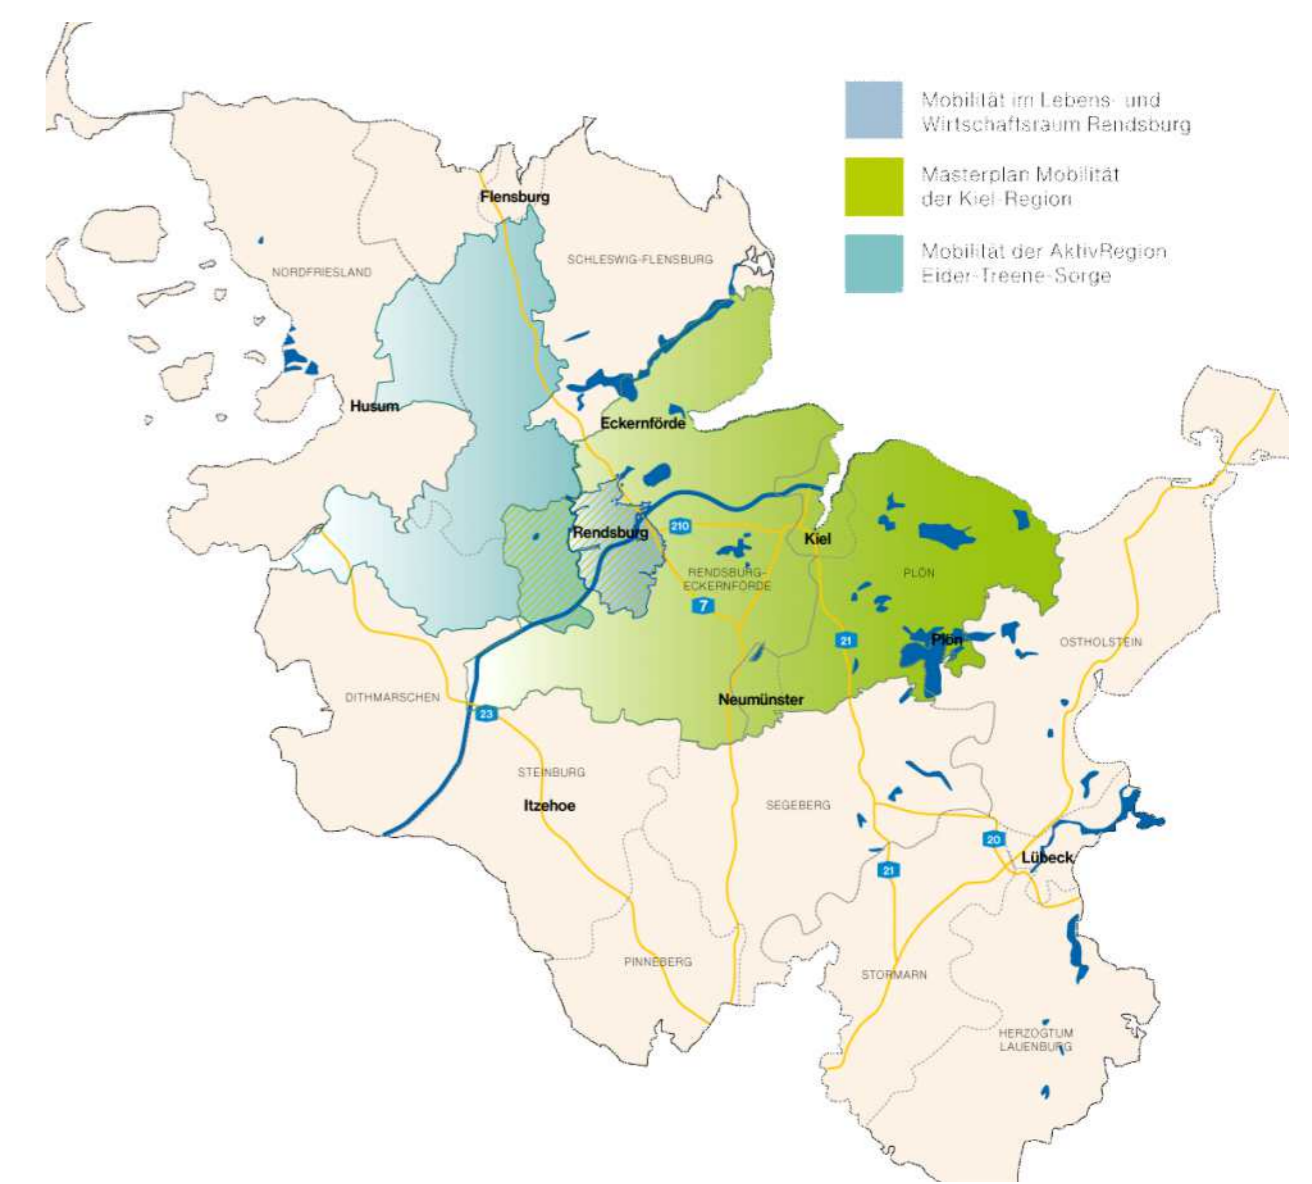 Mobilität im Lebens- und
Wirtschaftsraum Rendsburg
Masterplan Mobilität
der Kiel-Region
Mobilität der AktivRegion
Eider-Treene-Sorge
Flensburg
SCHLESWIG-FLENSBURG
NORDFRIESLAND
Husum
Eckernförde
Rendsburg
210
Kiel
RENDSBURG-
ECKERNFÖRDE
PLÖN
7
21
Plön
OSTHOLSTEIN
DITHMARSCHEN
Neumünster
23
STEINBURG
Itzehoe
SEGEBERG
20
Lübeck
21
PINNEBERG
STORMARN
HERZOGTUM
LAUENBURG